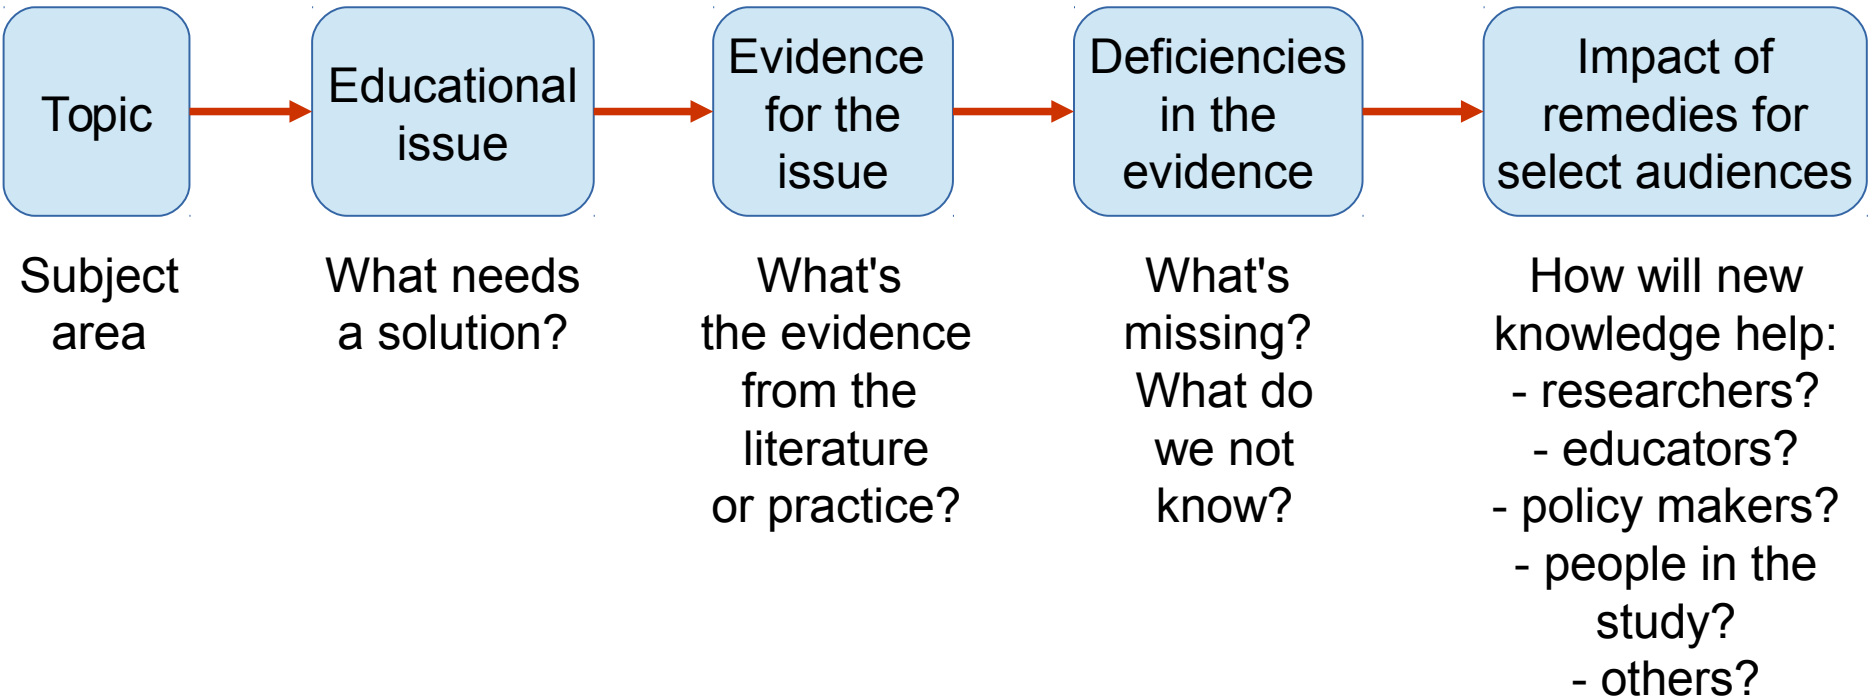 Topic
Educational
issue
Evidence
for the
issue
Deficiencies
in the
evidence
Impact of
remedies for
select audiences
Subject
area
What needs
a solution?
What's
the evidence
from the
literature
or practice?
What's
missing?
What do
we not
know?
How will new
knowledge help:
- researchers?
- educators?
- policy makers?
- people in the
study?
- others?